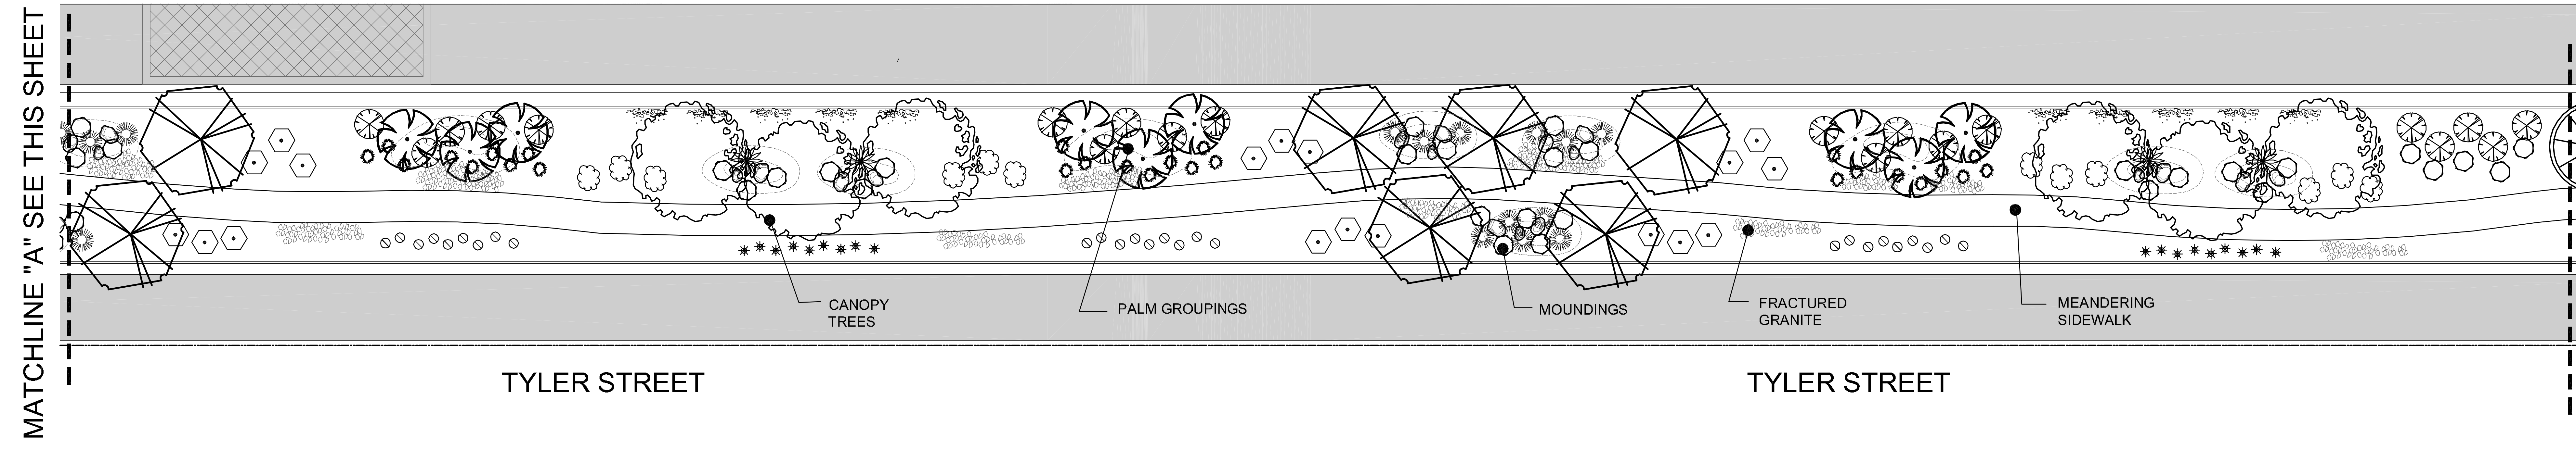 MATCHLINE "A" SEE THIS SHEET
CANOPY
TREES
PALM GROUPINGS
MOUNDINGS
FRACTURED
GRANITE
MEANDERING
SIDEWALK
TYLER STREET
TYLER STREET